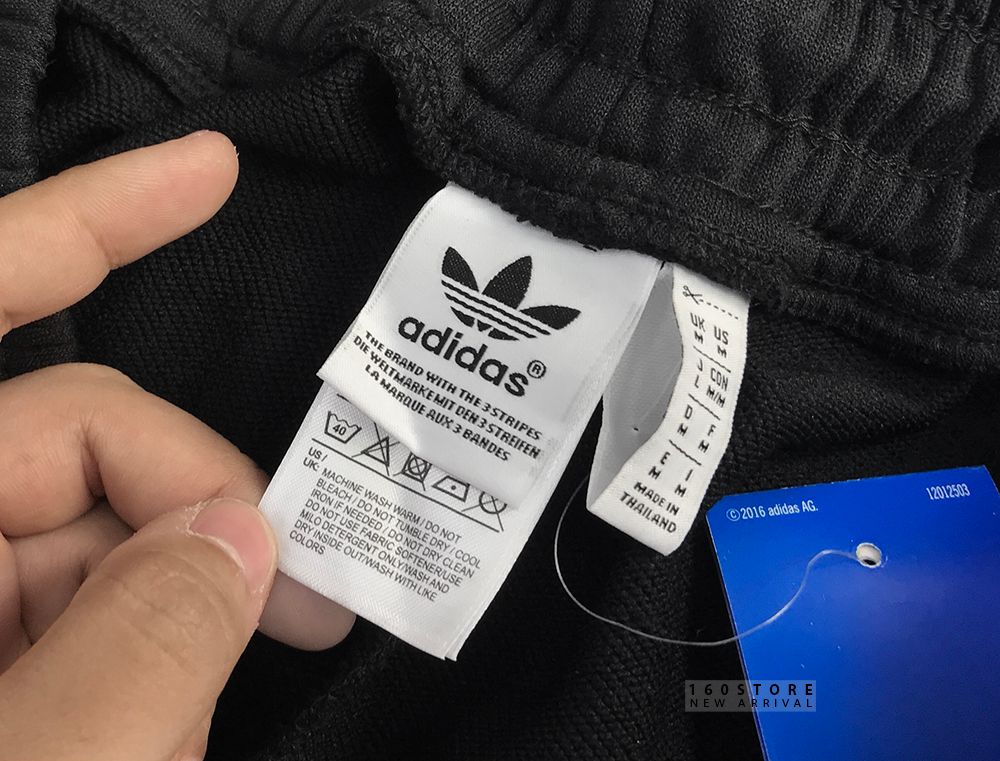 adidas®
THE BRAND WITH THE 3 STRIPES
DIE WELTMARKE MIT DEN 3 STREIFEN
LA MARQUE AUX 3 BANDES
40
US /
UK: MACHINE WASH WARM / DO NOT
BLEACH / DO NOT TUMBLE DRY / COOL
IRON IF NEEDED / DO NOT DRY CLEAN
DO NOT USE FABRIC SOFTENER/USE
MILD DETERGENT ONLY/WASH AND
DRY INSIDE OUT/WASH WITH LIKE
COLORS
UK M US M
J L CON M/M
D M F M
E M I M
MADE IN
THAILAND
©2016 adidas AG.
12012503
160STORE
NEW ARRIVAL